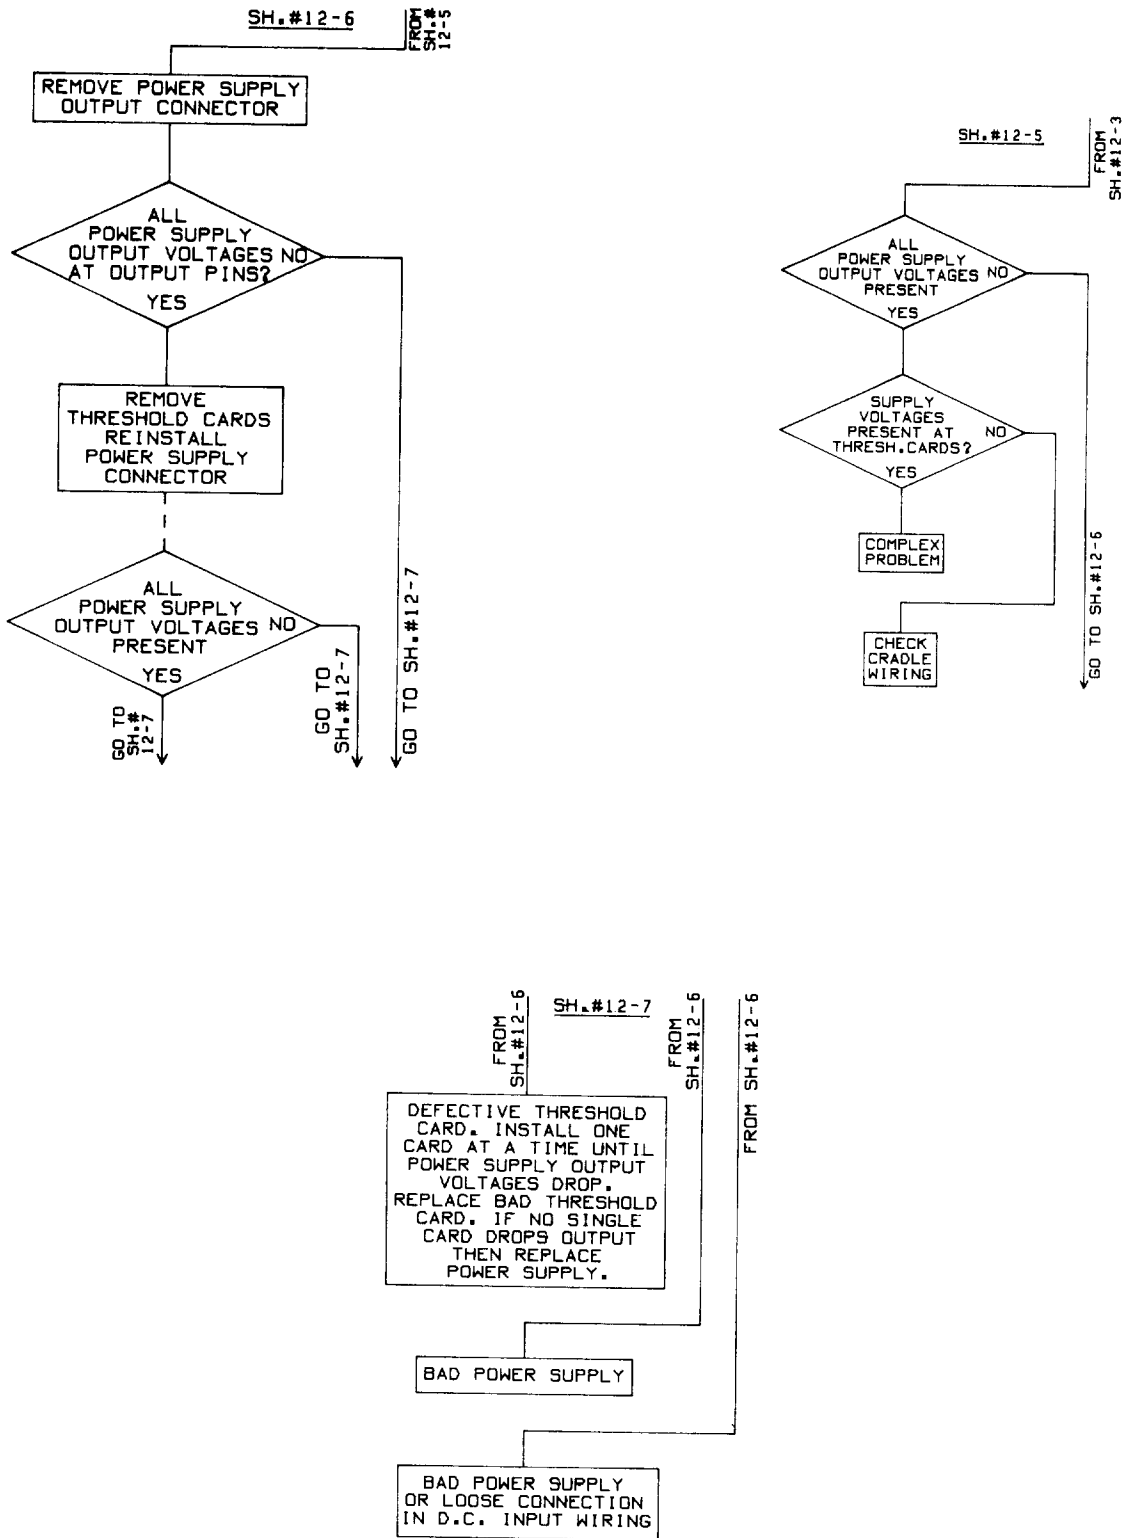 SH.#12-6
FROM
SH.#
12-5
REMOVE POWER SUPPLY
OUTPUT CONNECTOR
ALL
POWER SUPPLY
OUTPUT VOLTAGES NO
AT OUTPUT PINS?
YES
REMOVE
THRESHOLD CARDS
REINSTALL
POWER SUPPLY
CONNECTOR
ALL
POWER SUPPLY
OUTPUT VOLTAGES NO
PRESENT
YES
GO TO
SH.#
12-7
GO TO
SH.#12-7
GO TO SH.#12-7
SH.#12-5
FROM
SH.#12-3
ALL
POWER SUPPLY
OUTPUT VOLTAGES NO
PRESENT
YES
SUPPLY
VOLTAGES
PRESENT AT NO
THRESH.CARDS?
YES
COMPLEX
PROBLEM
CHECK
CRADLE
WIRING
GO TO SH.#12-6
SH.#12-7
FROM
SH.#12-6
FROM
SH.#12-6
FROM SH.#12-6
DEFECTIVE THRESHOLD
CARD. INSTALL ONE
CARD AT A TIME UNTIL
POWER SUPPLY OUTPUT
VOLTAGES DROP.
REPLACE BAD THRESHOLD
CARD. IF NO SINGLE
CARD DROPS OUTPUT
THEN REPLACE
POWER SUPPLY.
BAD POWER SUPPLY
BAD POWER SUPPLY
OR LOOSE CONNECTION
IN D.C. INPUT WIRING